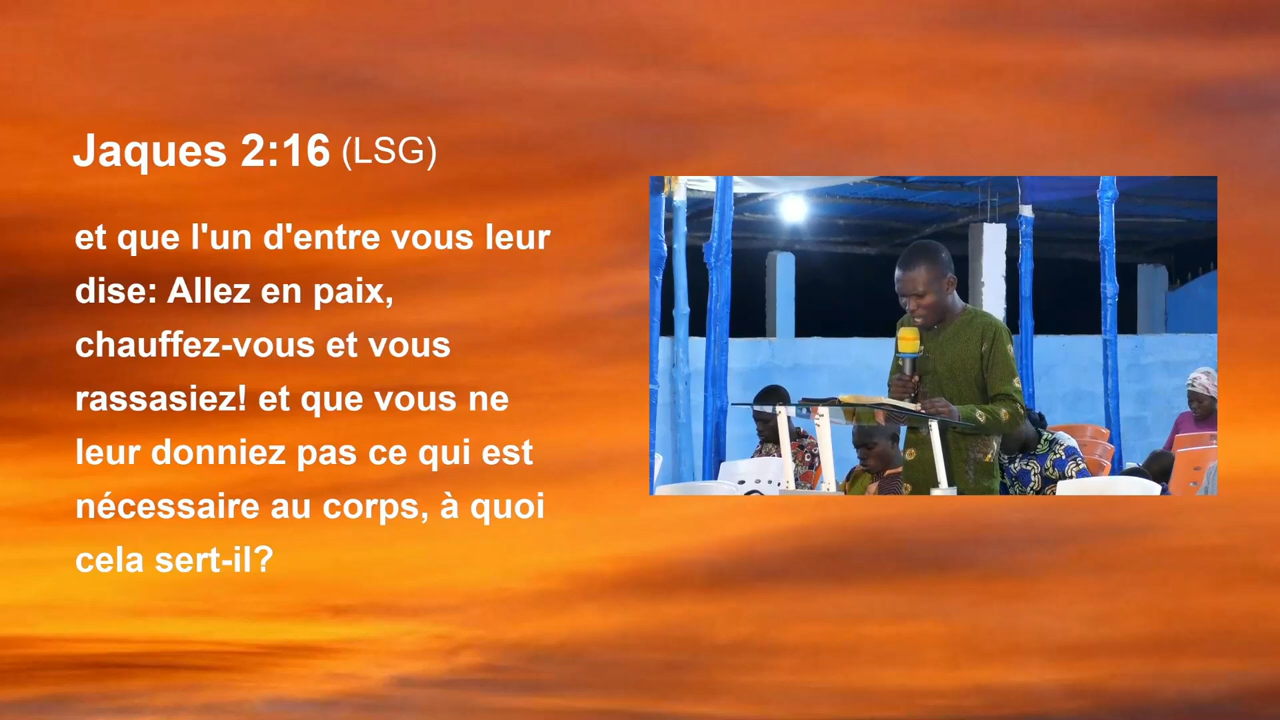 Jaques 2:16 (LSG)
et que l'un d'entre vous leur
dise: Allez en paix,
chauffez-vous et vous
rassasiez! et que vous ne
leur donniez pas ce qui est
nécessaire au corps, à quoi
cela sert-il?